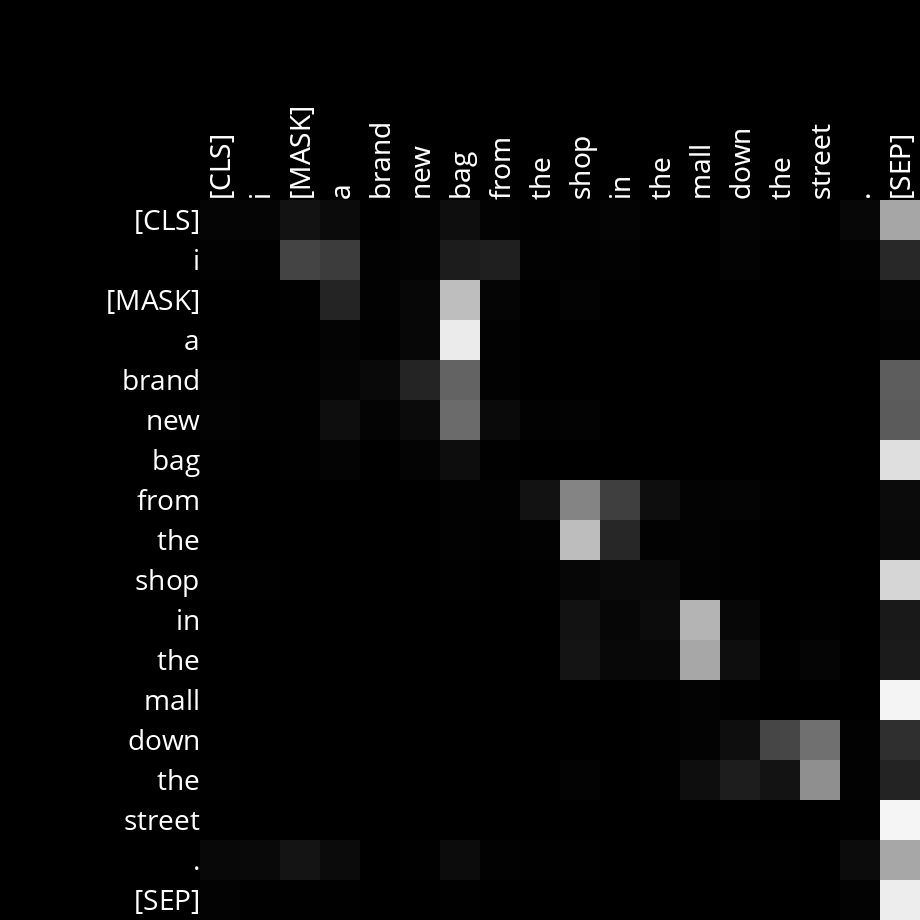 [CLS] i [MASK] a brand new bag from the shop in the mall down the street . [SEP]
[CLS]
i
[MASK]
a
brand
new
bag
from
the
shop
in
the
mall
down
the
street
.
[SEP]